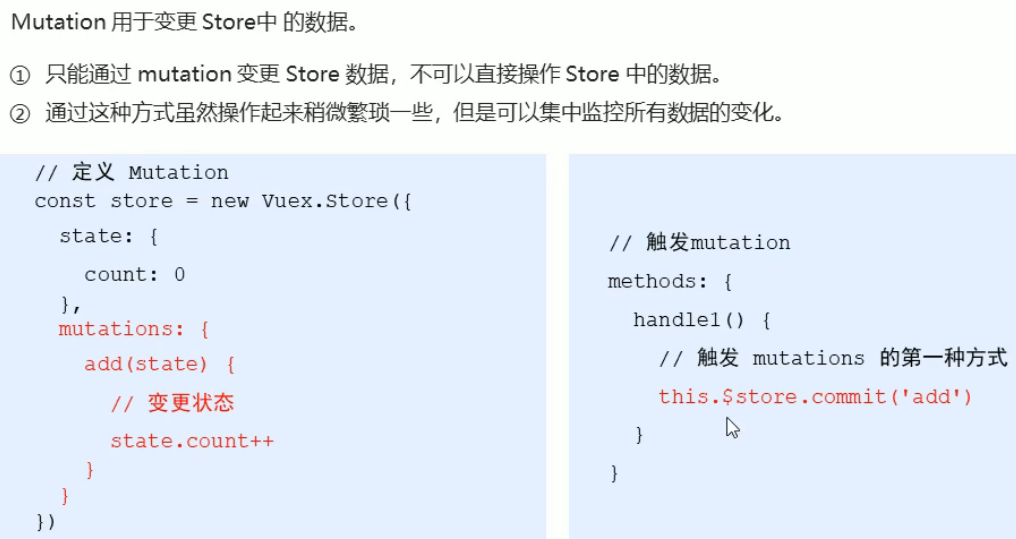 Mutation 用于变更 Store中 的数据。
① 只能通过 mutation 变更 Store 数据，不可以直接操作 Store 中的数据。
② 通过这种方式虽然操作起来稍微繁琐一些，但是可以集中监控所有数据的变化。
// 定义 Mutation
const store = new Vuex.Store({
state: {
count: 0
},
mutations: {
add(state) {
// 变更状态
state.count++
}
}
})
// 触发mutation
methods: {
handle1() {
// 触发 mutations 的第一种方式
this.$store.commit('add')
}
}